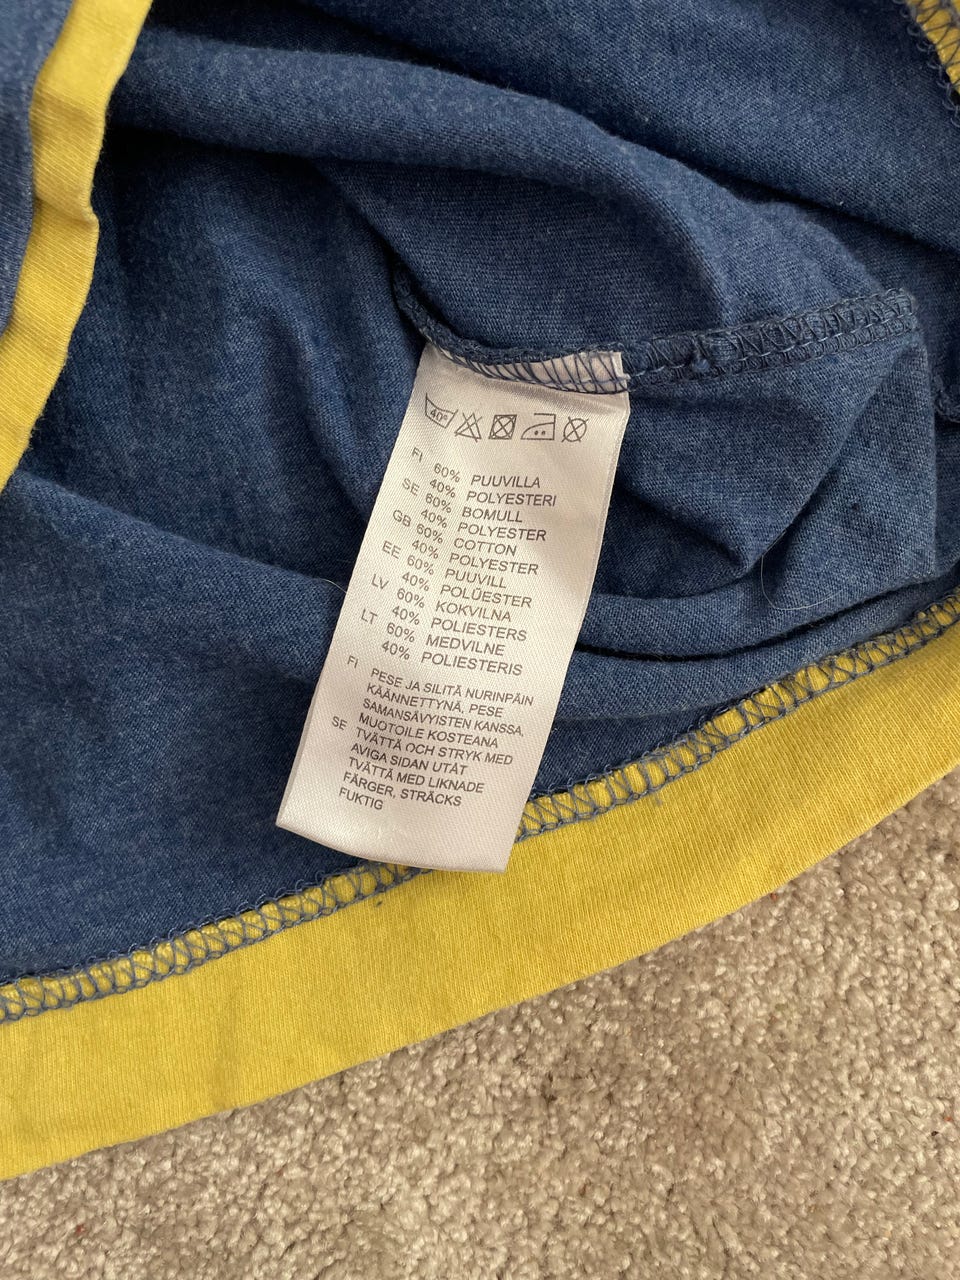 40°
FI 60% PUUVILLA
40% POLYESTERI
SE 60% BOMULL
40% POLYESTER
GB 60% COTTON
40% POLYESTER
EE 60% PUUVILL
40% POLÜESTER
LV 60% KOKVILNA
40% POLIESTERS
LT 60% MEDVILNE
40% POLIESTERIS
FI PESE JA SILITÄ NURINPÄIN
KÄÄNNETTYNÄ, PESE
SAMANSÄVYISTEN KANSSA,
MUOTOILE KOSTEANA
SE TVÄTTA OCH STRYK MED
AVIGA SIDAN UTÅT
TVÄTTA MED LIKNADE
FÄRGER, STRÄCKS
FUKTIG